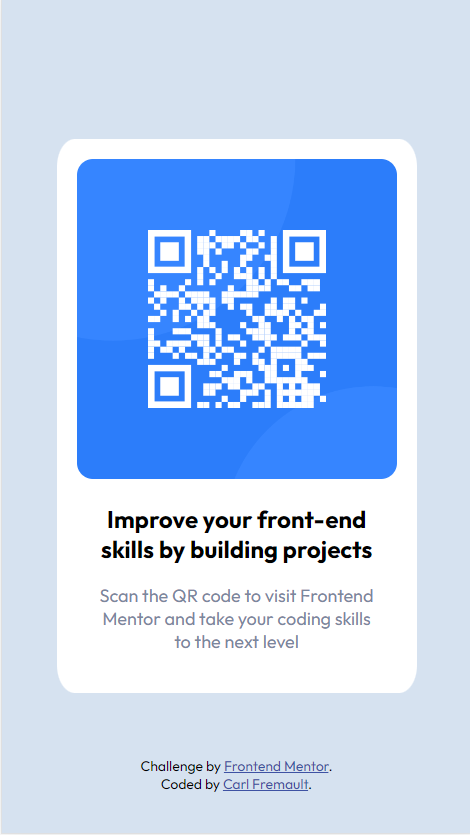 Improve your front-end
skills by building projects
Scan the QR code to visit Frontend
Mentor and take your coding skills
to the next level
Challenge by Frontend Mentor.
Coded by Carl Fremault.